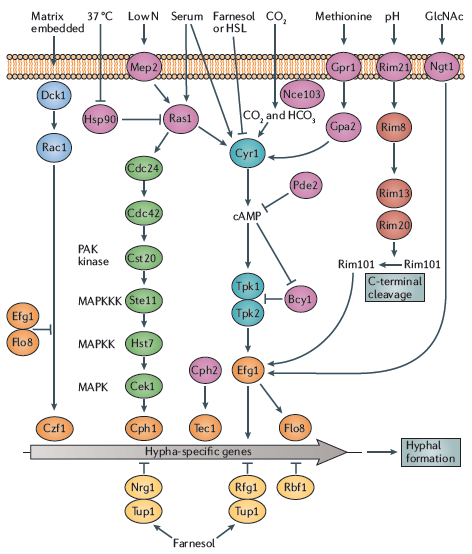 Matrix
embedded
37 °C
Low N
Serum
Farnesol
or HSL
CO2
Methionine
pH
GlcNAc
Mep2
Gpr1
Rim21
Ngt1
Dck1
Nce103
Hsp90
Ras1
CO2 and HCO3
Gpa2
Rim8
Rac1
Cyr1
Cdc24
Pde2
Rim13
Cdc42
cAMP
Rim20
PAK
kinase
Cst20
Rim101
Rim101
C-terminal
cleavage
Tpk1
Tpk2
Bcy1
MAPKKK
Ste11
Efg1
Flo8
MAPKK
Hst7
Cph2
Efg1
MAPK
Cek1
Czf1
Cph1
Tec1
Flo8
Hypha-specific genes
Hyphal
formation
Nrg1
Tup1
Rfg1
Tup1
Rbf1
Farnesol